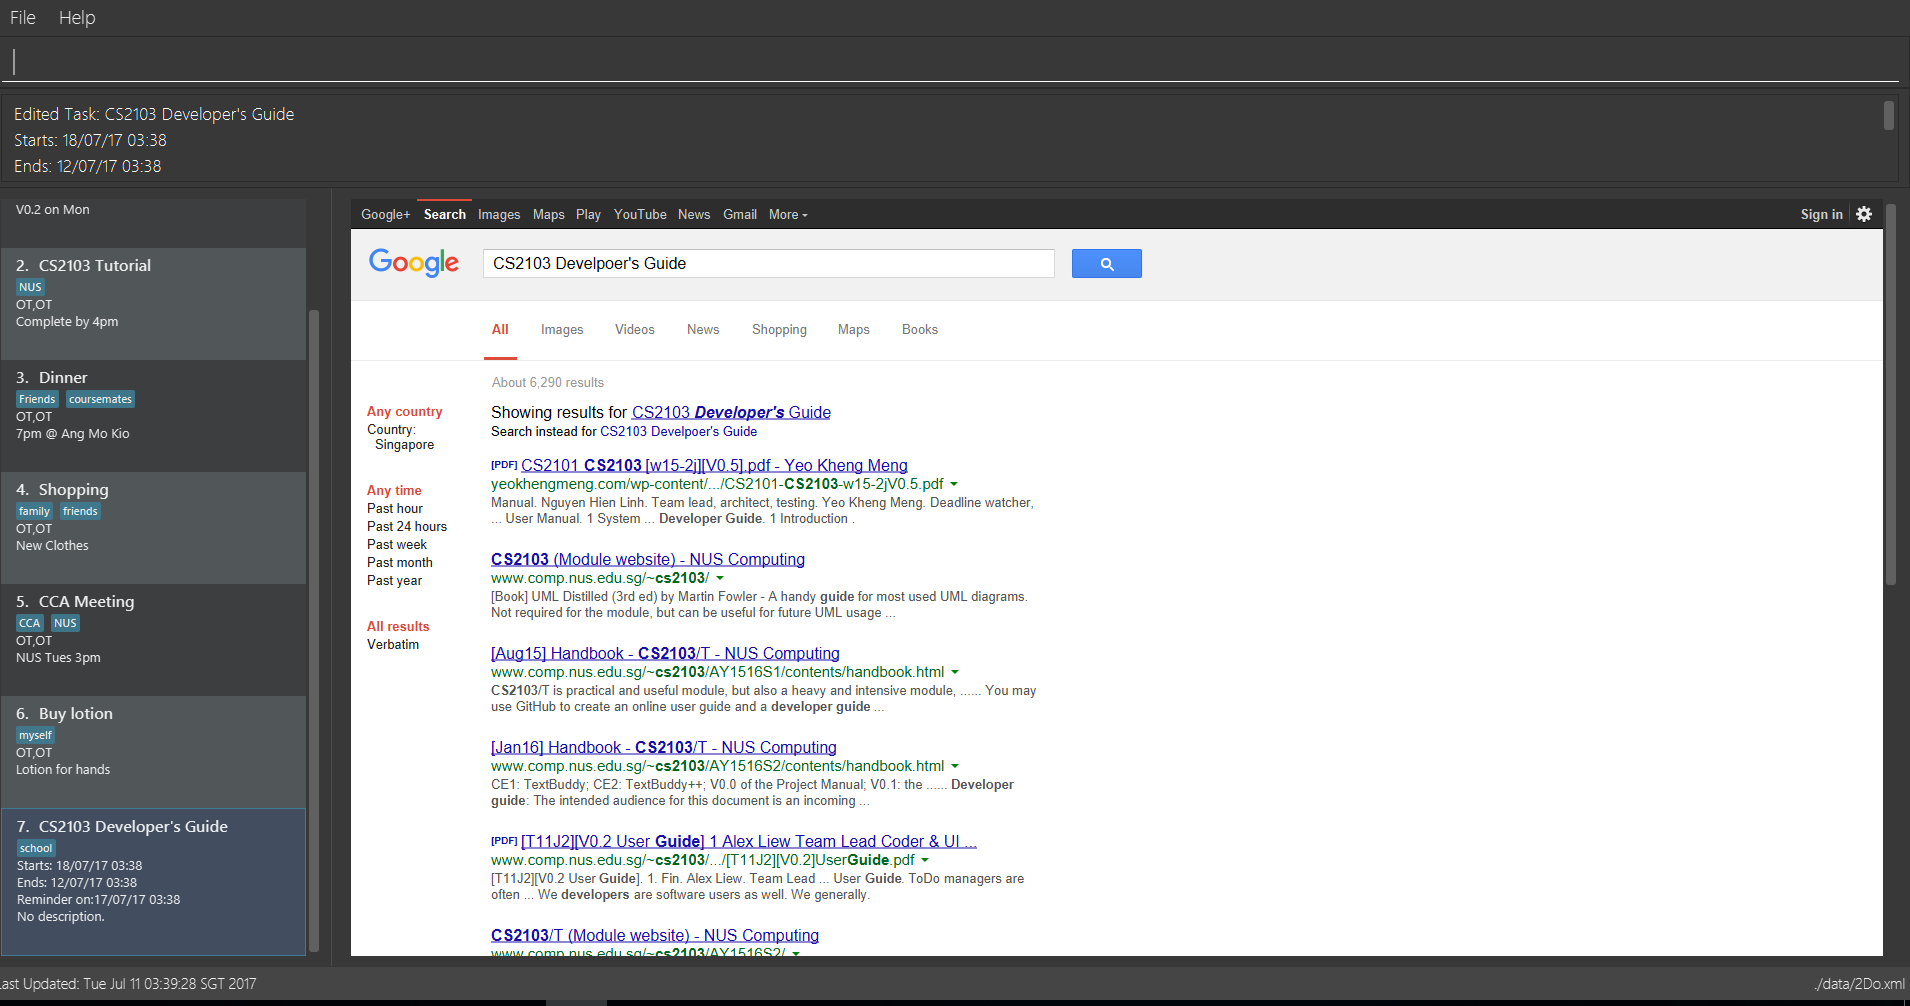 File Help
Edited Task: CS2103 Developer's Guide
Starts: 18/07/17 03:38
Ends: 12/07/17 03:38
V0.2 on Mon
2. CS2103 Tutorial
NUS
OT,OT
Complete by 4pm
3. Dinner
Friends coursemates
OT,OT
7pm @ Ang Mo Kio
4. Shopping
family friends
OT,OT
New Clothes
5. CCA Meeting
CCA NUS
OT,OT
NUS Tues 3pm
6. Buy lotion
myself
OT,OT
Lotion for hands
7. CS2103 Developer's Guide
school
Starts: 18/07/17 03:38
Ends: 12/07/17 03:38
Reminder on:17/07/17 03:38
No description.
Google+ Search Images Maps Play YouTube News Gmail More Sign in
Google CS2103 Develpoer's Guide
All Images Videos News Shopping Maps Books
About 6,290 results
Any country
Country:
Singapore
Any time
Past hour
Past 24 hours
Past week
Past month
Past year
All results
Verbatim
Showing results for CS2103 Developer's Guide
Search instead for CS2103 Develpoer's Guide
[PDF] CS2101 CS2103 [w15-2j][V0.5].pdf - Yeo Kheng Meng
yeokhengmeng.com/wp-content/.../CS2101-CS2103-w15-2jV0.5.pdf
Manual. Nguyen Hien Linh. Team lead, architect, testing. Yeo Kheng Meng. Deadline watcher,
... User Manual. 1 System ... Developer Guide. 1 Introduction .
CS2103 (Module website) - NUS Computing
www.comp.nus.edu.sg/~cs2103/
[Book] UML Distilled (3rd ed) by Martin Fowler - A handy guide for most used UML diagrams.
Not required for the module, but can be useful for future UML usage ...
[Aug15] Handbook - CS2103/T - NUS Computing
www.comp.nus.edu.sg/~cs2103/AY1516S1/contents/handbook.html
CS2103/T is practical and useful module, but also a heavy and intensive module, ...... You may
use GitHub to create an online user guide and a developer guide ...
[Jan16] Handbook - CS2103/T - NUS Computing
www.comp.nus.edu.sg/~cs2103/AY1516S2/contents/handbook.html
CE1: TextBuddy; CE2: TextBuddy++; V0.0 of the Project Manual; V0.1: the ...... Developer
guide: The intended audience for this document is an incoming ...
[PDF] [T11J2][V0.2 User Guide] 1 Alex Liew Team Lead Coder & UI ...
www.comp.nus.edu.sg/~cs2103/.../[T11J2][V0.2]UserGuide.pdf
[T11J2][V0.2 User Guide]. 1. Fin. Alex Liew. Team Lead ... User Guide. ToDo managers are
often ... We developers are software users as well. We generally.
CS2103/T (Module website) - NUS Computing
www.comp.nus.edu.sg/~cs2103/AY1516S2/
ast Updated: Tue Jul 11 03:39:28 SGT 2017
./data/2Do.xml